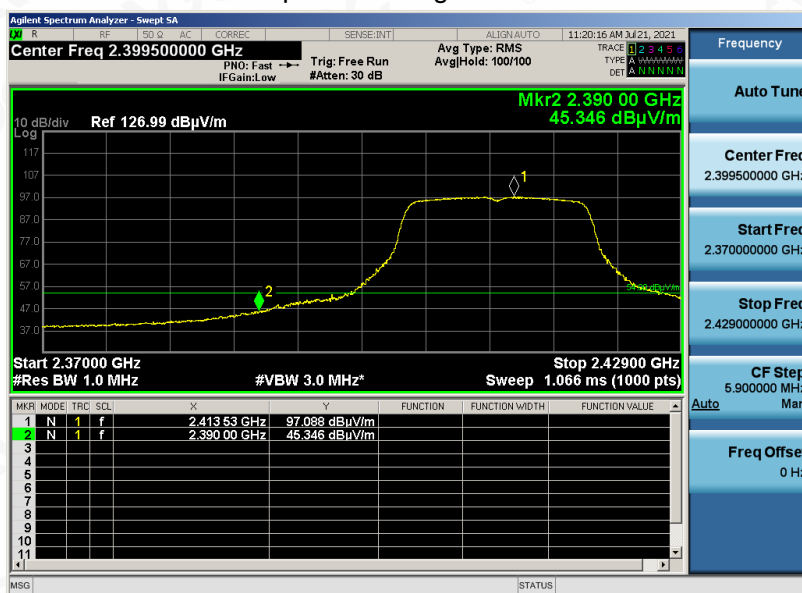 Agilent Spectrum Analyzer - Swept SA
LXI R RF 50 Ω AC CORREC SENSE:INT ALIGN AUTO 11:20:16 AM Jul 21, 2021
Center Freq 2.399500000 GHz
PNO: Fast
IFGain:Low
Trig: Free Run
#Atten: 30 dB
Avg Type: RMS
Avg|Hold: 100/100
TRACE 1 2 3 4 5 6
TYPE A WWWWW
DET A N N N N N
Mkr2 2.390 00 GHz
45.346 dBµV/m
10 dB/div Ref 126.99 dBµV/m
Log
117
107
97.0
87.0
77.0
67.0
57.0
47.0
37.0
1
2
Start 2.37000 GHz
Stop 2.42900 GHz
#Res BW 1.0 MHz #VBW 3.0 MHz* Sweep 1.066 ms (1000 pts)
MKR MODE TRC SCL X Y FUNCTION FUNCTION WIDTH FUNCTION VALUE
1 N 1 f 2.413 53 GHz 97.088 dBµV/m
2 N 1 f 2.390 00 GHz 45.346 dBµV/m
3
4
5
6
7
8
9
10
11
MSG STATUS
Frequency
Auto Tune
Center Freq
2.399500000 GHz
Start Freq
2.370000000 GHz
Stop Freq
2.429000000 GHz
CF Step
5.900000 MHz
Auto Man
Freq Offset
0 Hz